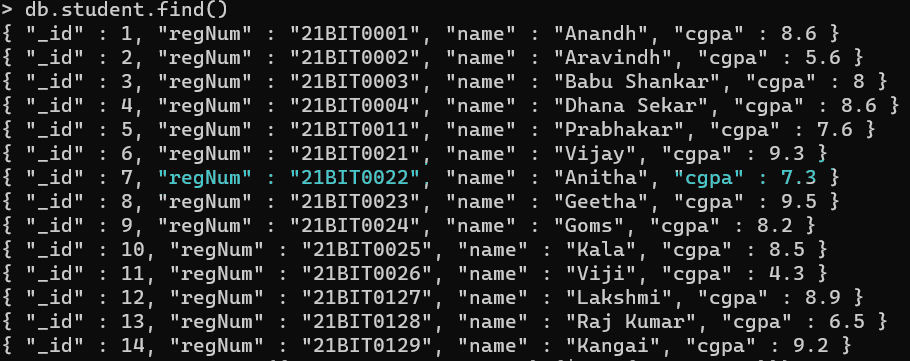 > db.student.find()
{ "_id" : 1, "regNum" : "21BIT0001", "name" : "Anandh", "cgpa" : 8.6 }
{ "_id" : 2, "regNum" : "21BIT0002", "name" : "Aravindh", "cgpa" : 5.6 }
{ "_id" : 3, "regNum" : "21BIT0003", "name" : "Babu Shankar", "cgpa" : 8 }
{ "_id" : 4, "regNum" : "21BIT0004", "name" : "Dhana Sekar", "cgpa" : 8.6 }
{ "_id" : 5, "regNum" : "21BIT0011", "name" : "Prabhakar", "cgpa" : 7.6 }
{ "_id" : 6, "regNum" : "21BIT0021", "name" : "Vijay", "cgpa" : 9.3 }
{ "_id" : 7, "regNum" : "21BIT0022", "name" : "Anitha", "cgpa" : 7.3 }
{ "_id" : 8, "regNum" : "21BIT0023", "name" : "Geetha", "cgpa" : 9.5 }
{ "_id" : 9, "regNum" : "21BIT0024", "name" : "Goms", "cgpa" : 8.2 }
{ "_id" : 10, "regNum" : "21BIT0025", "name" : "Kala", "cgpa" : 8.5 }
{ "_id" : 11, "regNum" : "21BIT0026", "name" : "Viji", "cgpa" : 4.3 }
{ "_id" : 12, "regNum" : "21BIT0127", "name" : "Lakshmi", "cgpa" : 8.9 }
{ "_id" : 13, "regNum" : "21BIT0128", "name" : "Raj Kumar", "cgpa" : 6.5 }
{ "_id" : 14, "regNum" : "21BIT0129", "name" : "Kangai", "cgpa" : 9.2 }